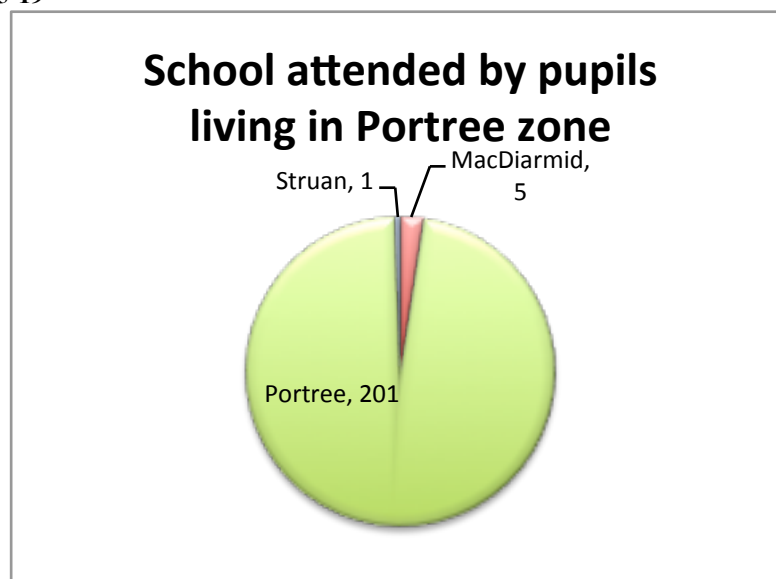 School attended by pupils
living in Portree zone
MacDiarmid,
5
Struan, 1
Portree, 201